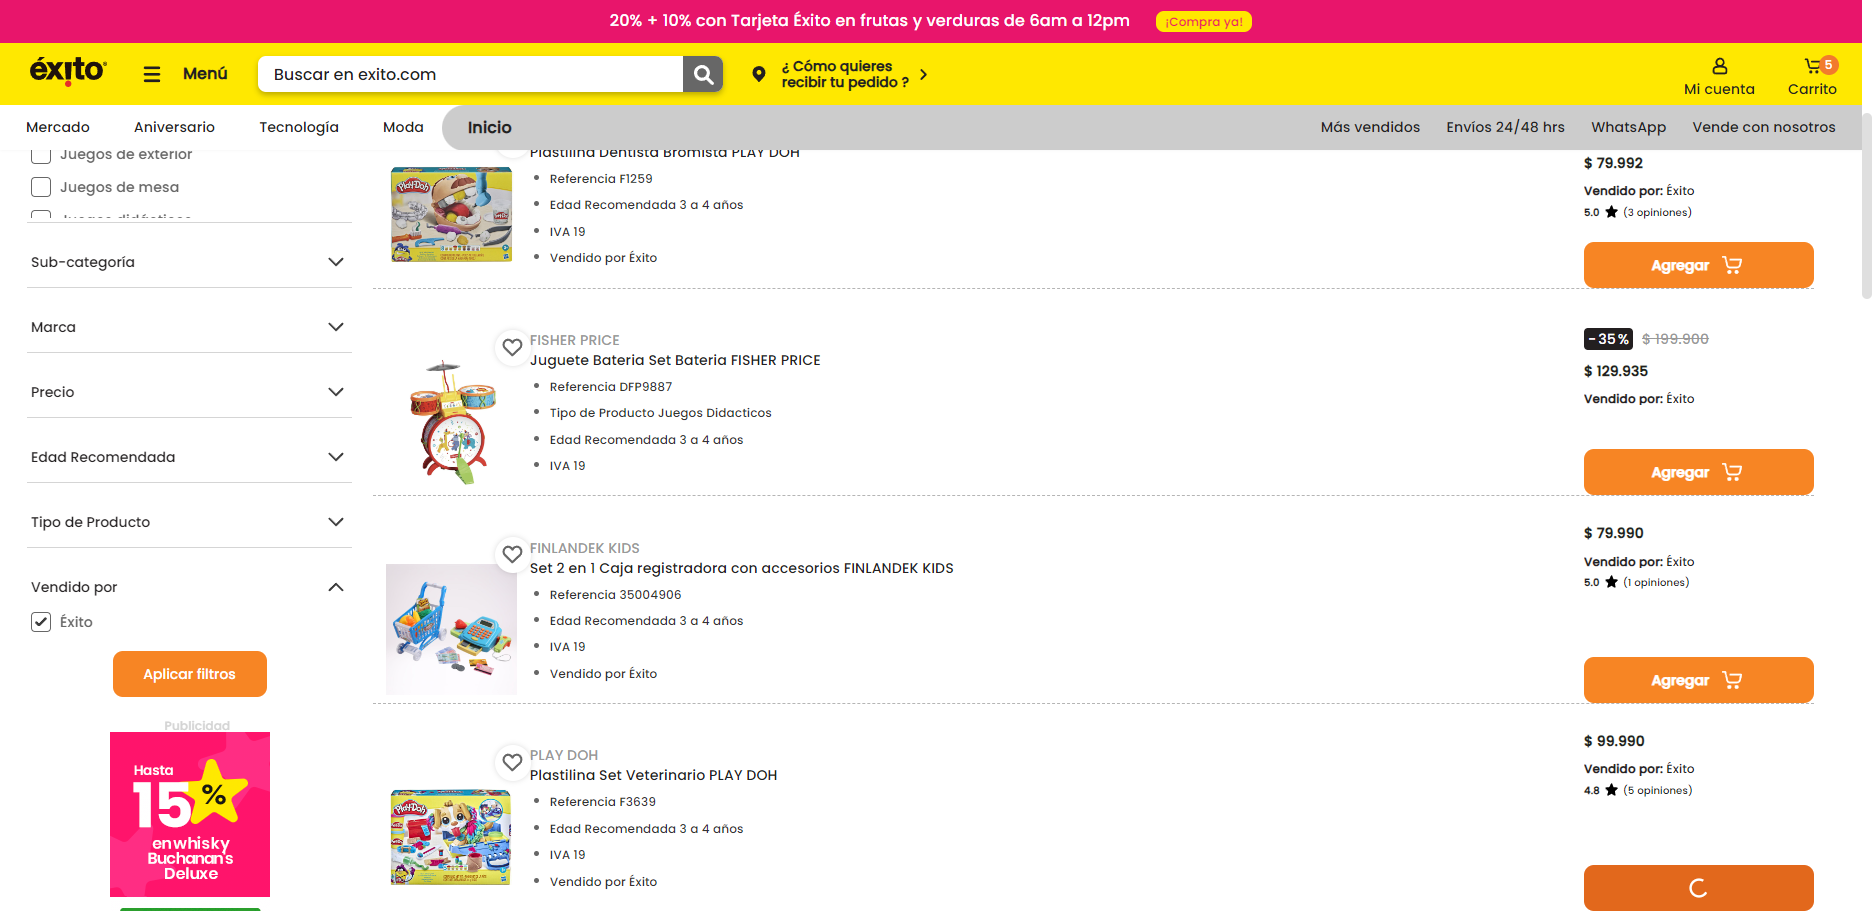 20% + 10% con Tarjeta Éxito en frutas y verduras de 6am a 12pm
¡Compra ya!
éxito
Menú
Buscar en exito.com
¿ Cómo quieres
recibir tu pedido ?
Mi cuenta
5
Carrito
Mercado
Aniversario
Tecnología
Moda
Inicio
Más vendidos
Envíos 24/48 hrs
WhatsApp
Vende con nosotros
Juegos de exterior
Juegos de mesa
Juegos didácticos
Sub-categoría
Marca
Precio
Edad Recomendada
Tipo de Producto
Vendido por
Éxito
Aplicar filtros
Publicidad
Hasta
15%
en whisky
Buchanan's
Deluxe
Plastilina Dentista Bromista PLAY DOH
Referencia F1259
Edad Recomendada 3 a 4 años
IVA 19
Vendido por Éxito
$ 79.992
Vendido por: Éxito
5.0 (3 opiniones)
Agregar
FISHER PRICE
Juguete Bateria Set Bateria FISHER PRICE
Referencia DFP9887
Tipo de Producto Juegos Didacticos
Edad Recomendada 3 a 4 años
IVA 19
-35% $ 199.900
$ 129.935
Vendido por: Éxito
Agregar
FINLANDEK KIDS
Set 2 en 1 Caja registradora con accesorios FINLANDEK KIDS
Referencia 35004906
Edad Recomendada 3 a 4 años
IVA 19
Vendido por Éxito
$ 79.990
Vendido por: Éxito
5.0 (1 opiniones)
Agregar
PLAY DOH
Plastilina Set Veterinario PLAY DOH
Referencia F3639
Edad Recomendada 3 a 4 años
IVA 19
Vendido por Éxito
$ 99.990
Vendido por: Éxito
4.8 (5 opiniones)
Play-Doh
Play-Doh